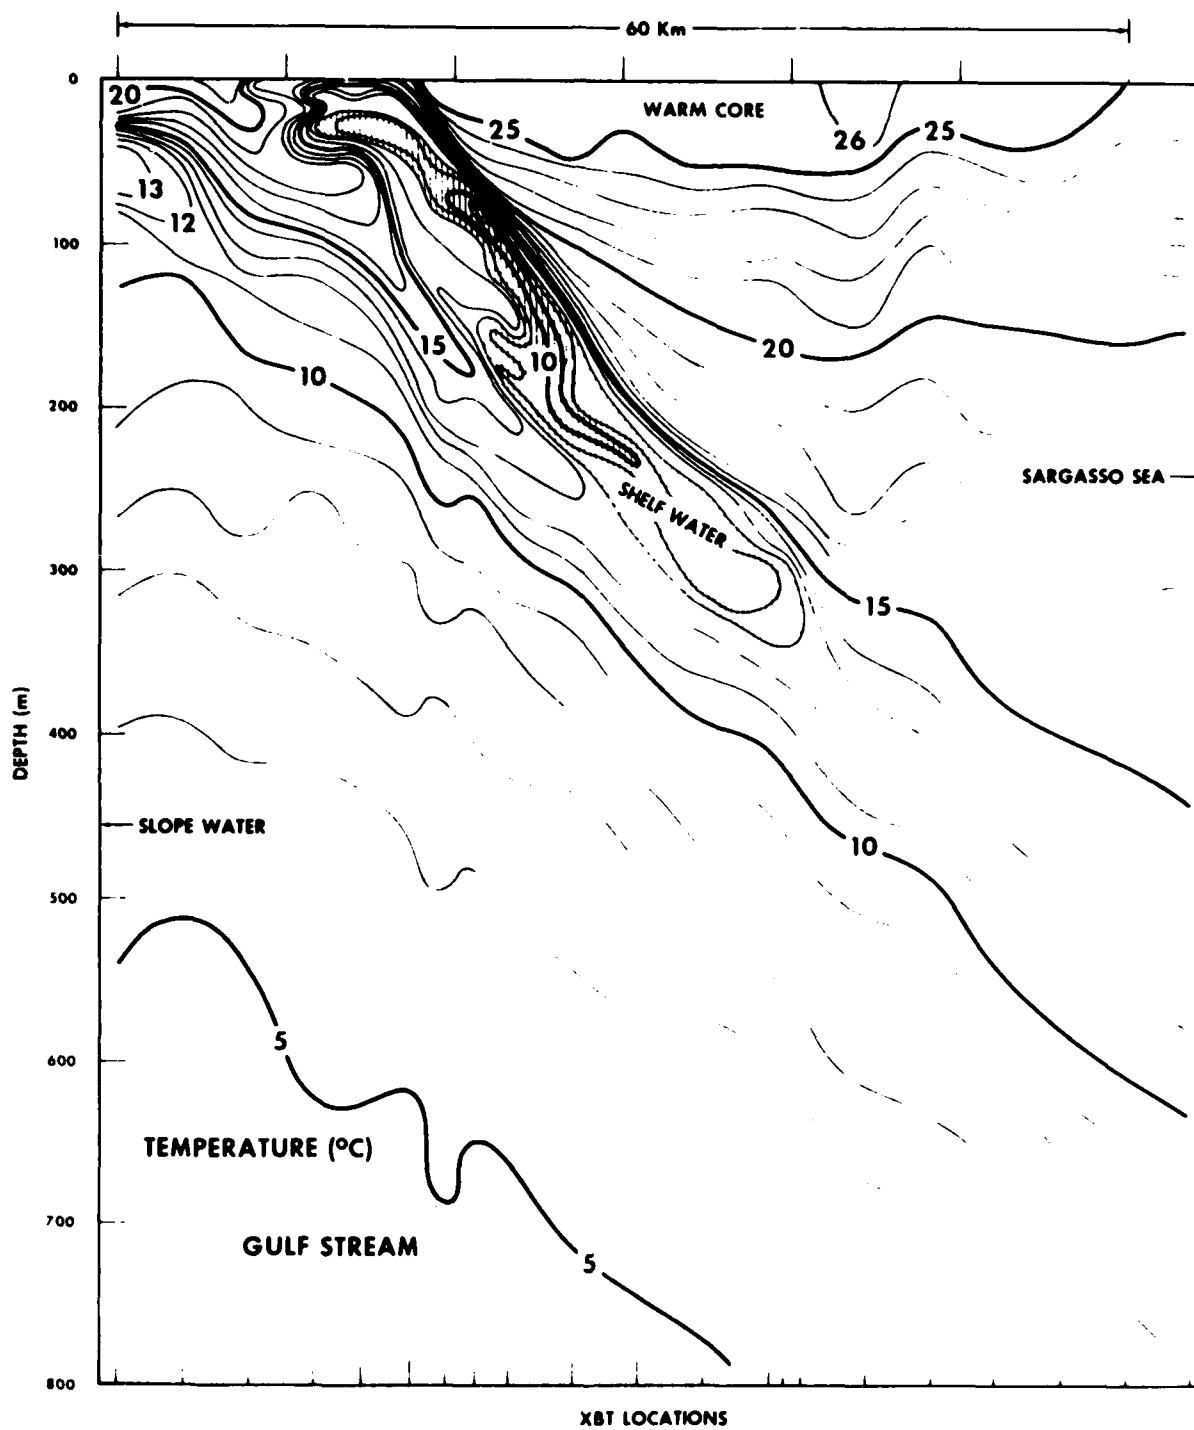 60 Km
0
20
WARM CORE
25
26
25
13
12
100
15
10
10
20
200
SHELF WATER
SARGASSO SEA
300
15
DEPTH (m)
400
SLOPE WATER
10
500
5
600
TEMPERATURE (°C)
700
GULF STREAM
5
800
XBT LOCATIONS